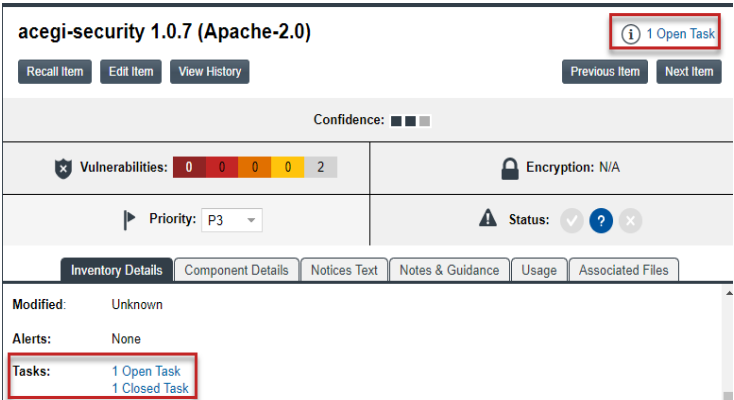 acegi-security 1.0.7 (Apache-2.0)
i 1 Open Task
Recall Item Edit Item View History Previous Item Next Item
Confidence:
Vulnerabilities: 0 0 0 0 2 Encryption: N/A
Priority: P3 Status: ?
Inventory Details Component Details Notices Text Notes & Guidance Usage Associated Files
Modified: Unknown
Alerts: None
Tasks: 1 Open Task
1 Closed Task